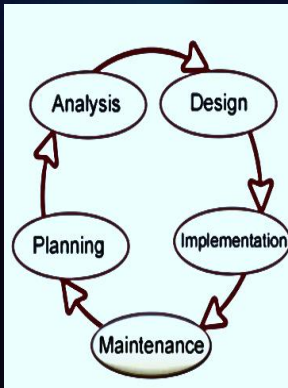 Analysis
Design
Planning
Implementation
Maintenance